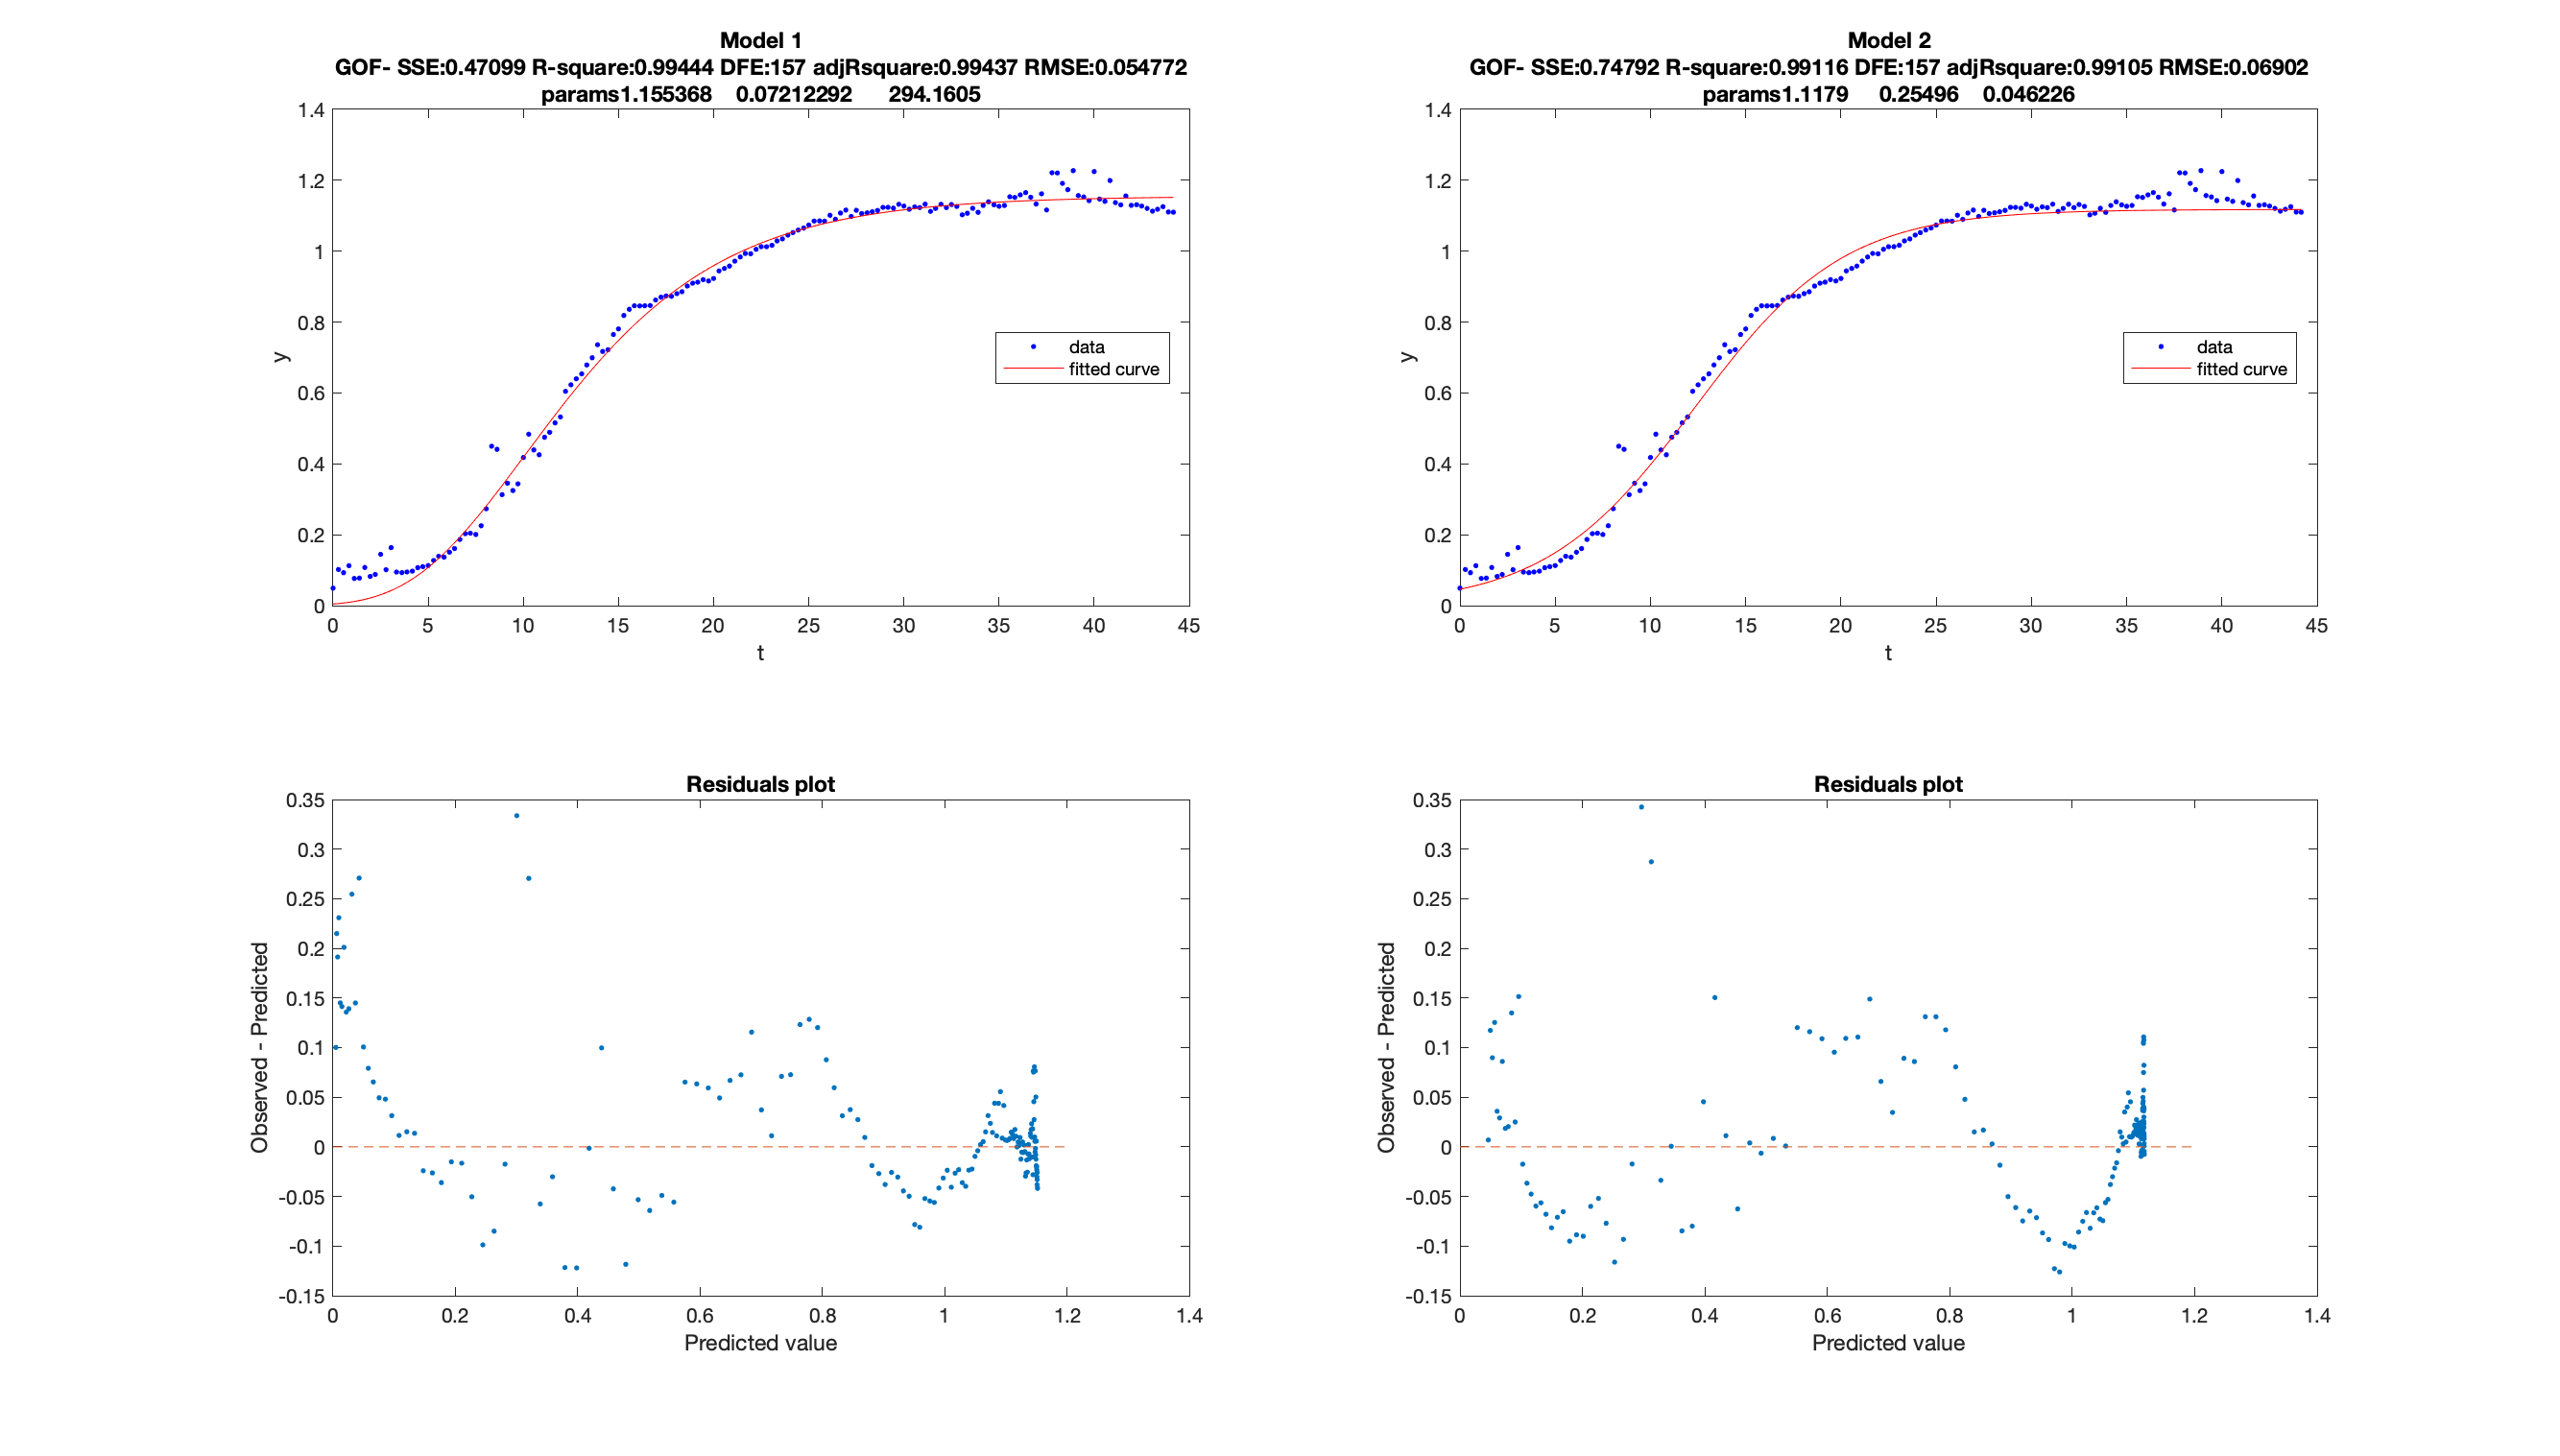 Model 1
GOF- SSE:0.47099 R-square:0.99444 DFE:157 adjRsquare:0.99437 RMSE:0.054772
params1.155368 0.07212292 294.1605
1.4
1.2
1
0.8
0.6
0.4
0.2
0
y
data
fitted curve
0 5 10 15 20 25 30 35 40 45
t
Model 2
GOF- SSE:0.74792 R-square:0.99116 DFE:157 adjRsquare:0.99105 RMSE:0.06902
params1.1179 0.25496 0.046226
1.4
1.2
1
0.8
0.6
0.4
0.2
0
y
data
fitted curve
0 5 10 15 20 25 30 35 40 45
t
Residuals plot
0.35
0.3
0.25
0.2
0.15
0.1
0.05
0
-0.05
-0.1
-0.15
Observed - Predicted
0 0.2 0.4 0.6 0.8 1 1.2 1.4
Predicted value
Residuals plot
0.35
0.3
0.25
0.2
0.15
0.1
0.05
0
-0.05
-0.1
-0.15
Observed - Predicted
0 0.2 0.4 0.6 0.8 1 1.2 1.4
Predicted value